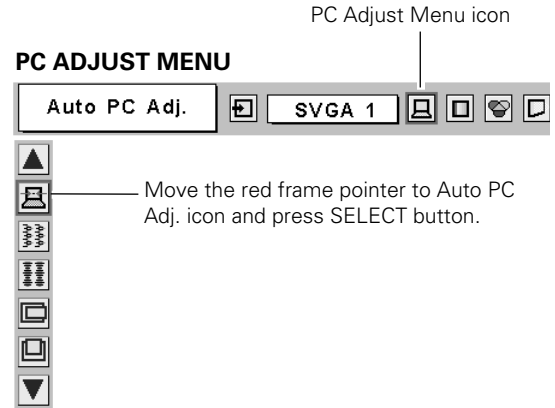 PC Adjust Menu icon
PC ADJUST MENU
Auto PC Adj.
SVGA 1
Move the red frame pointer to Auto PC
Adj. icon and press SELECT button.